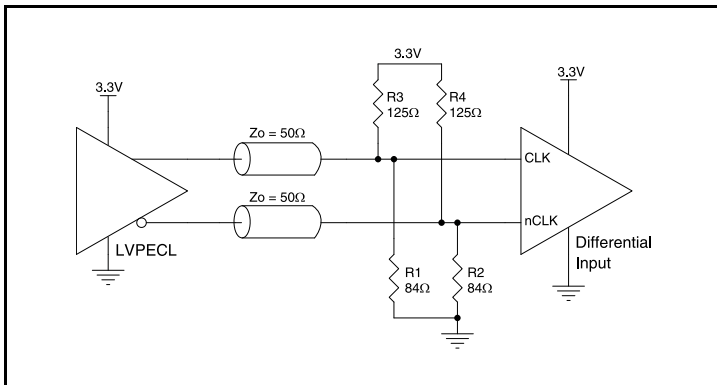 3.3V
3.3V
3.3V
R3
125Ω
R4
125Ω
Zo = 50Ω
CLK
Zo = 50Ω
nCLK
LVPECL
Differential
Input
R1
84Ω
R2
84Ω